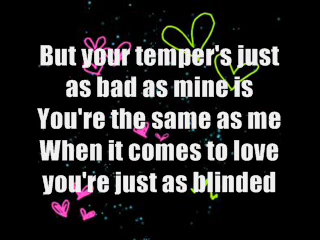 But your temper's just
as bad as mine is
You're the same as me
When it comes to love
you're just as blinded